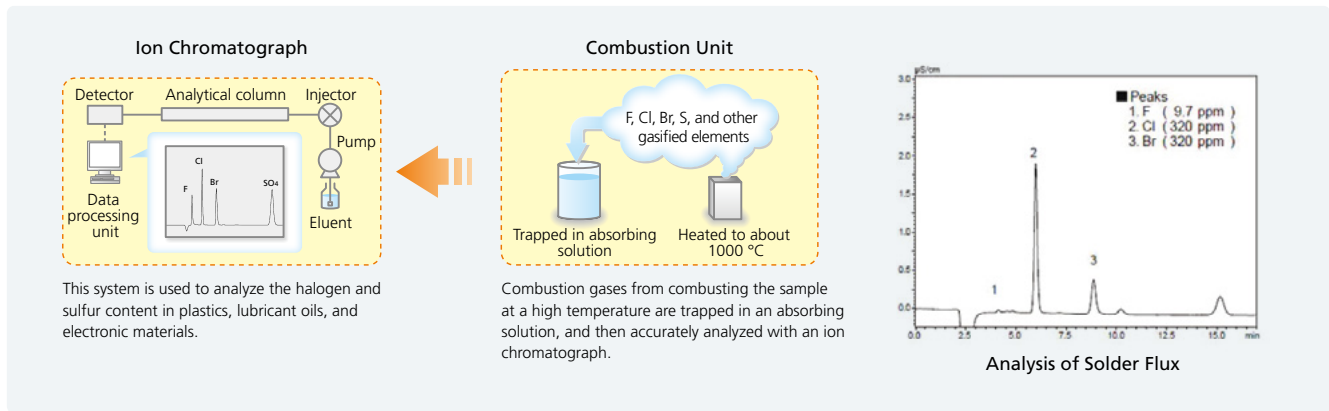 Ion Chromatograph
Detector
Analytical column
Injector
Pump
Cl
F
Br
SO4
Data
processing
unit
Eluent
This system is used to analyze the halogen and
sulfur content in plastics, lubricant oils, and
electronic materials.
Combustion Unit
F, Cl, Br, S, and other
gasified elements
Trapped in absorbing
solution
Heated to about
1000 °C
Combustion gases from combusting the sample
at a high temperature are trapped in an absorbing
solution, and then accurately analyzed with an ion
chromatograph.
µS/cm
3.0
2.5
2.0
1.5
1.0
0.5
0.0
Peaks
1. F ( 9.7 ppm )
2. Cl ( 320 ppm )
3. Br ( 320 ppm )
2
3
1
0.0 2.5 5.0 7.5 10.0 12.5 15.0 min
Analysis of Solder Flux